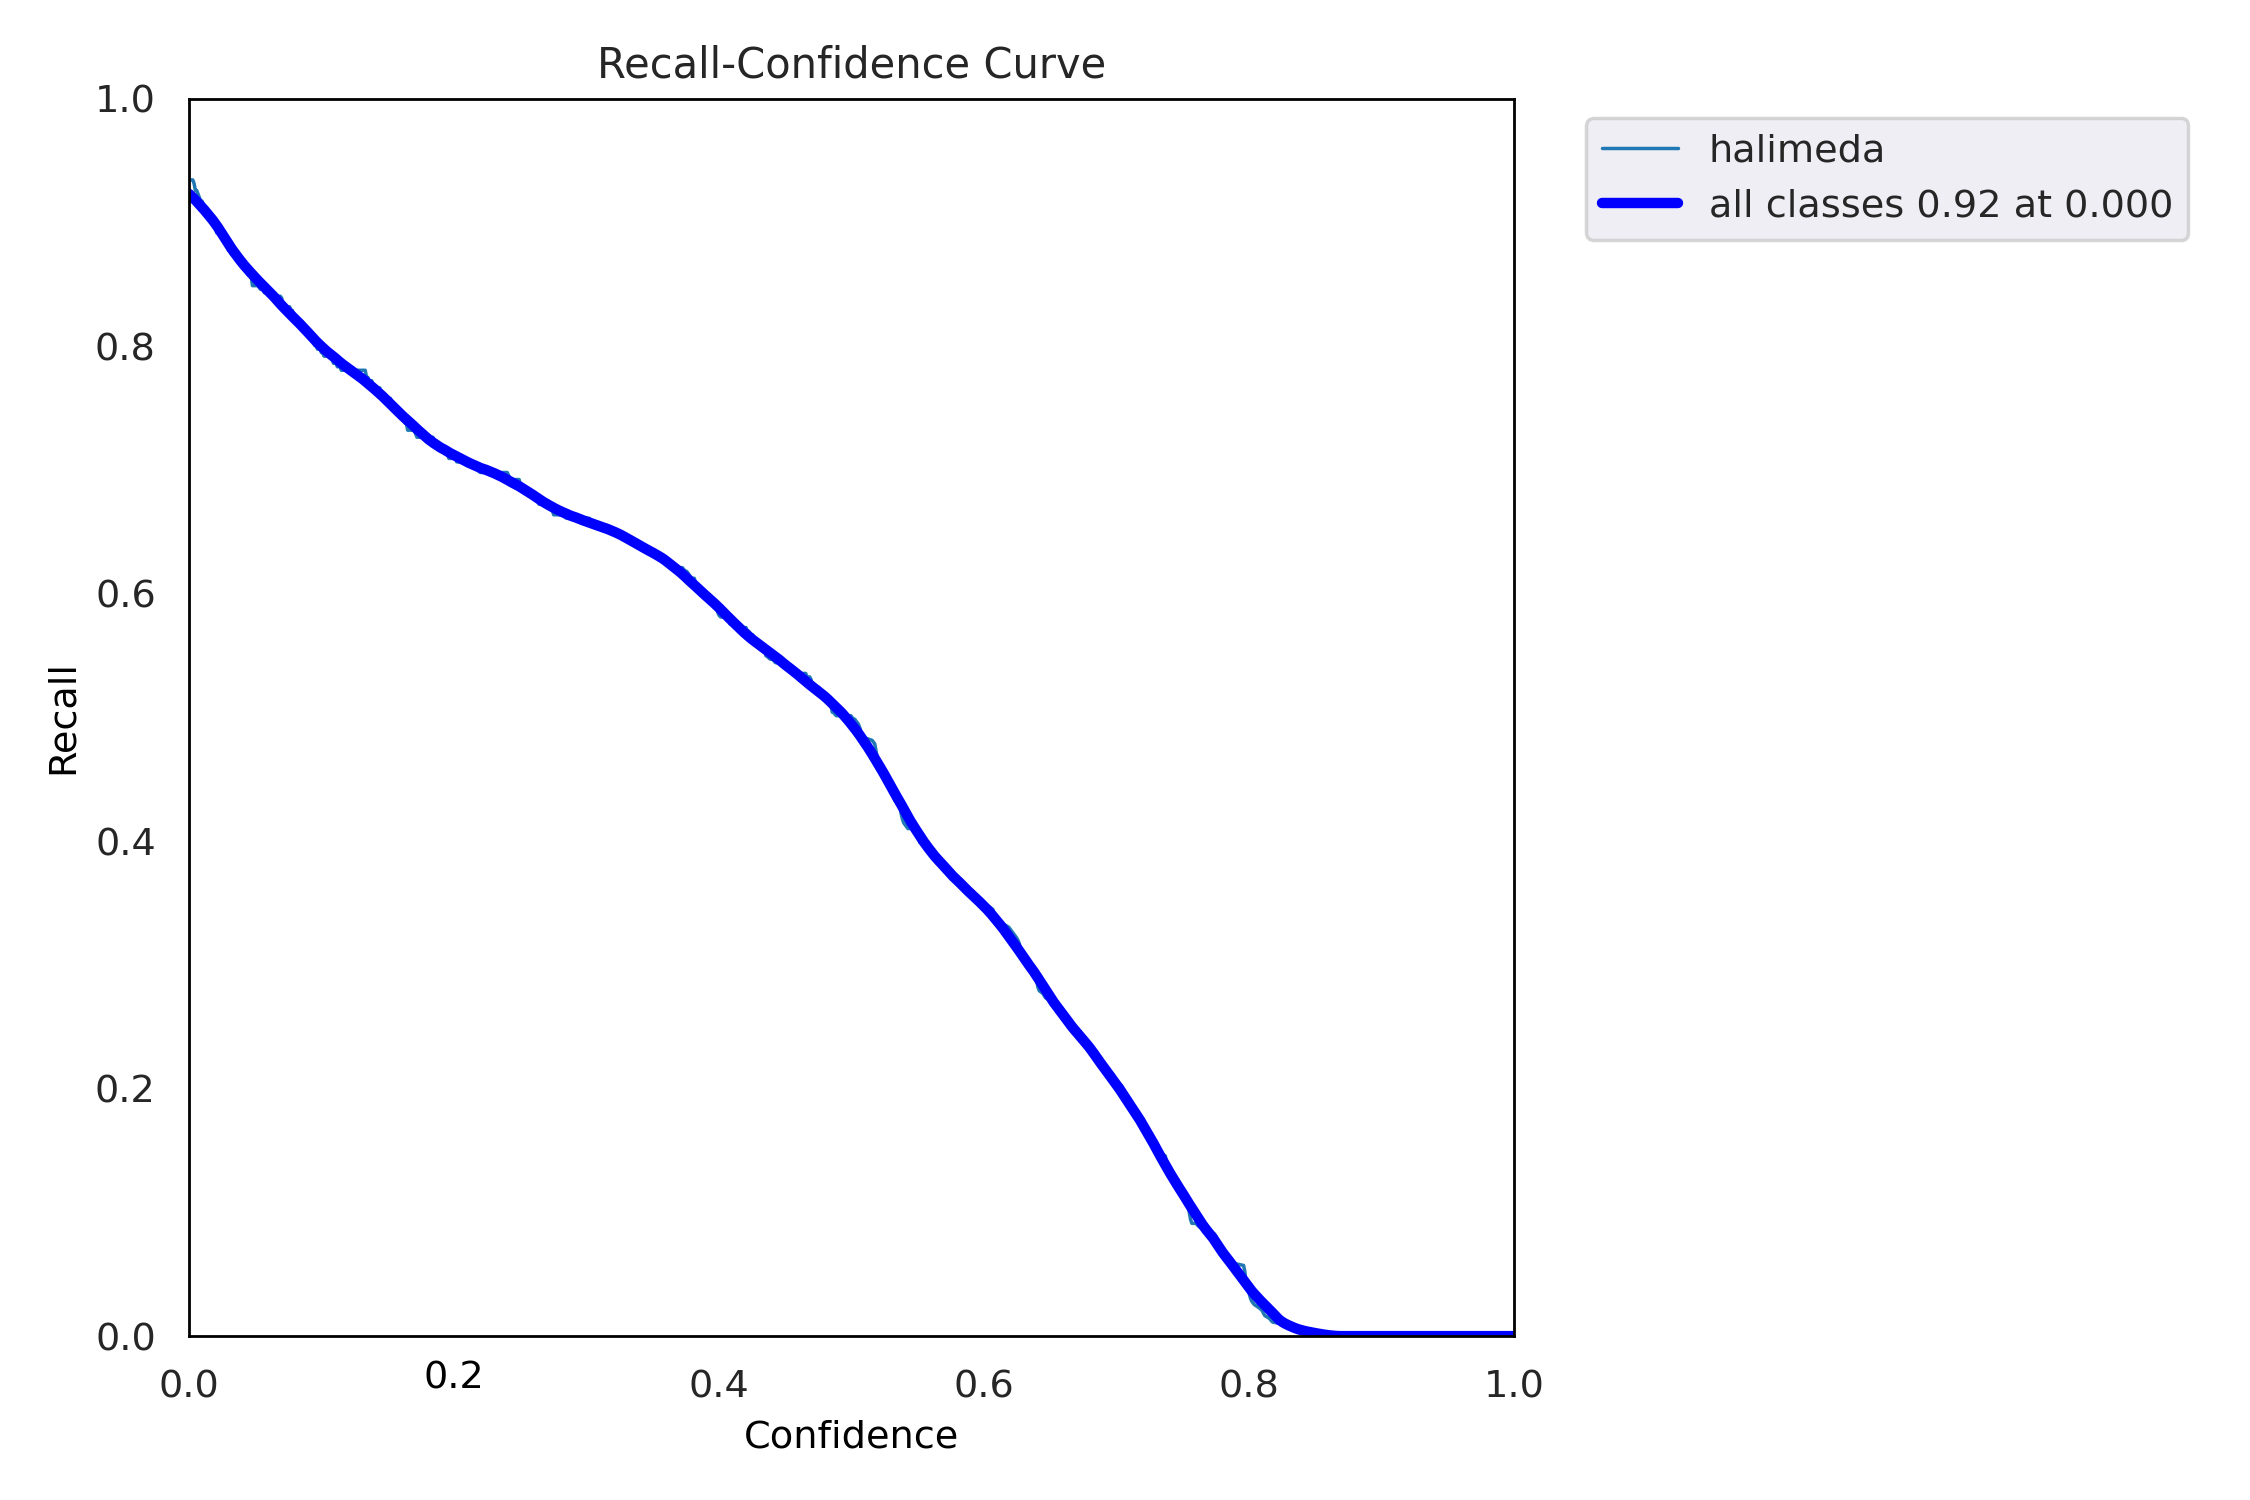 Recall-Confidence Curve
1.0
0.8
0.6
0.4
0.2
0.0
Recall
0.0 0.2 0.4 0.6 0.8 1.0
Confidence
halimeda
all classes 0.92 at 0.000